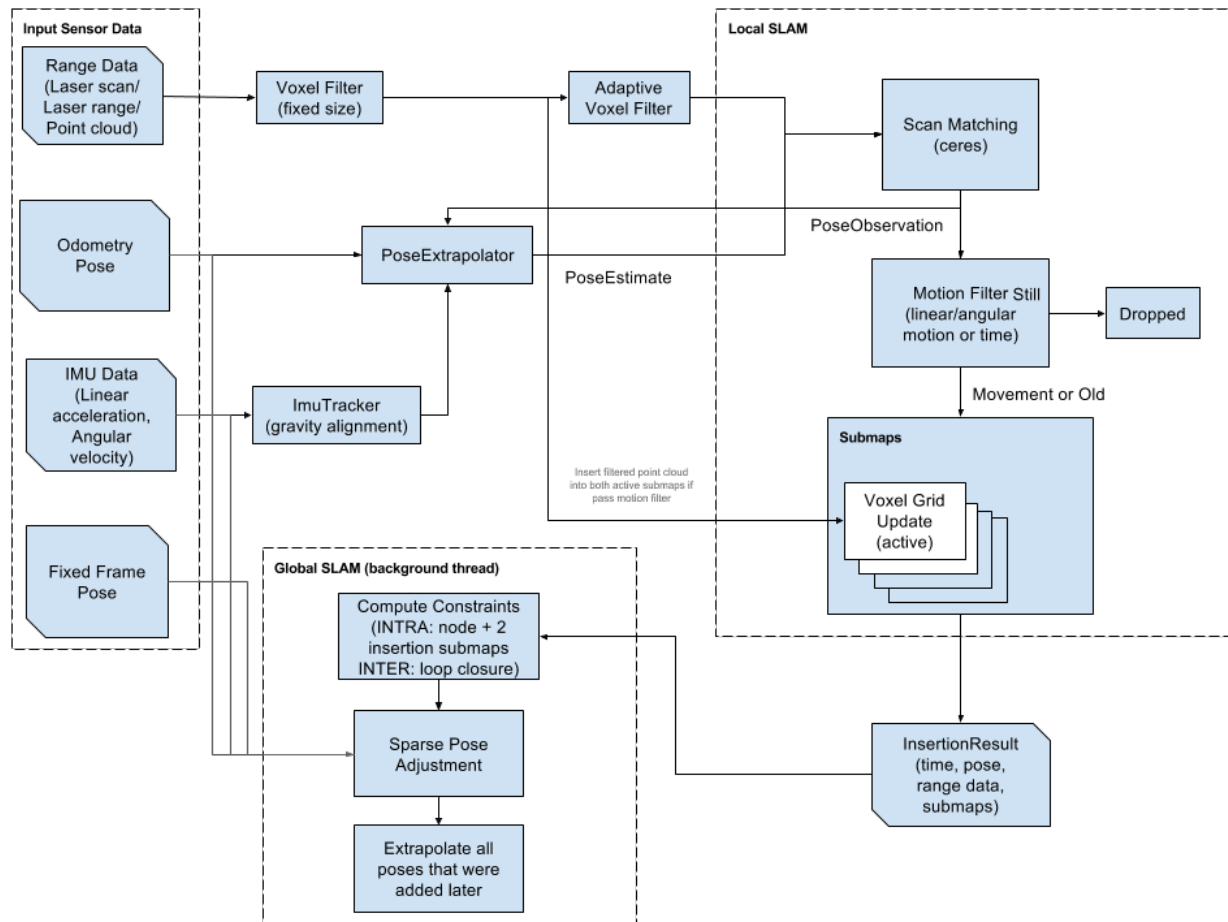 Input Sensor Data
Range Data
(Laser scan/
Laser range/
Point cloud)
Voxel Filter
(fixed size)
Adaptive
Voxel Filter
Local SLAM
Scan Matching
(ceres)
Odometry
Pose
PoseExtrapolator
PoseEstimate
PoseObservation
Motion Filter
(linear/angular
motion or time)
Still
Dropped
IMU Data
(Linear
acceleration,
Angular
velocity)
ImuTracker
(gravity alignment)
Movement or Old
Submaps
Insert filtered point cloud
into both active submaps if
pass motion filter
Voxel Grid
Update
(active)
Fixed Frame
Pose
Global SLAM (background thread)
Compute Constraints
(INTRA: node + 2
insertion submaps
INTER: loop closure)
Sparse Pose
Adjustment
Extrapolate all
poses that were
added later
InsertionResult
(time, pose,
range data,
submaps)